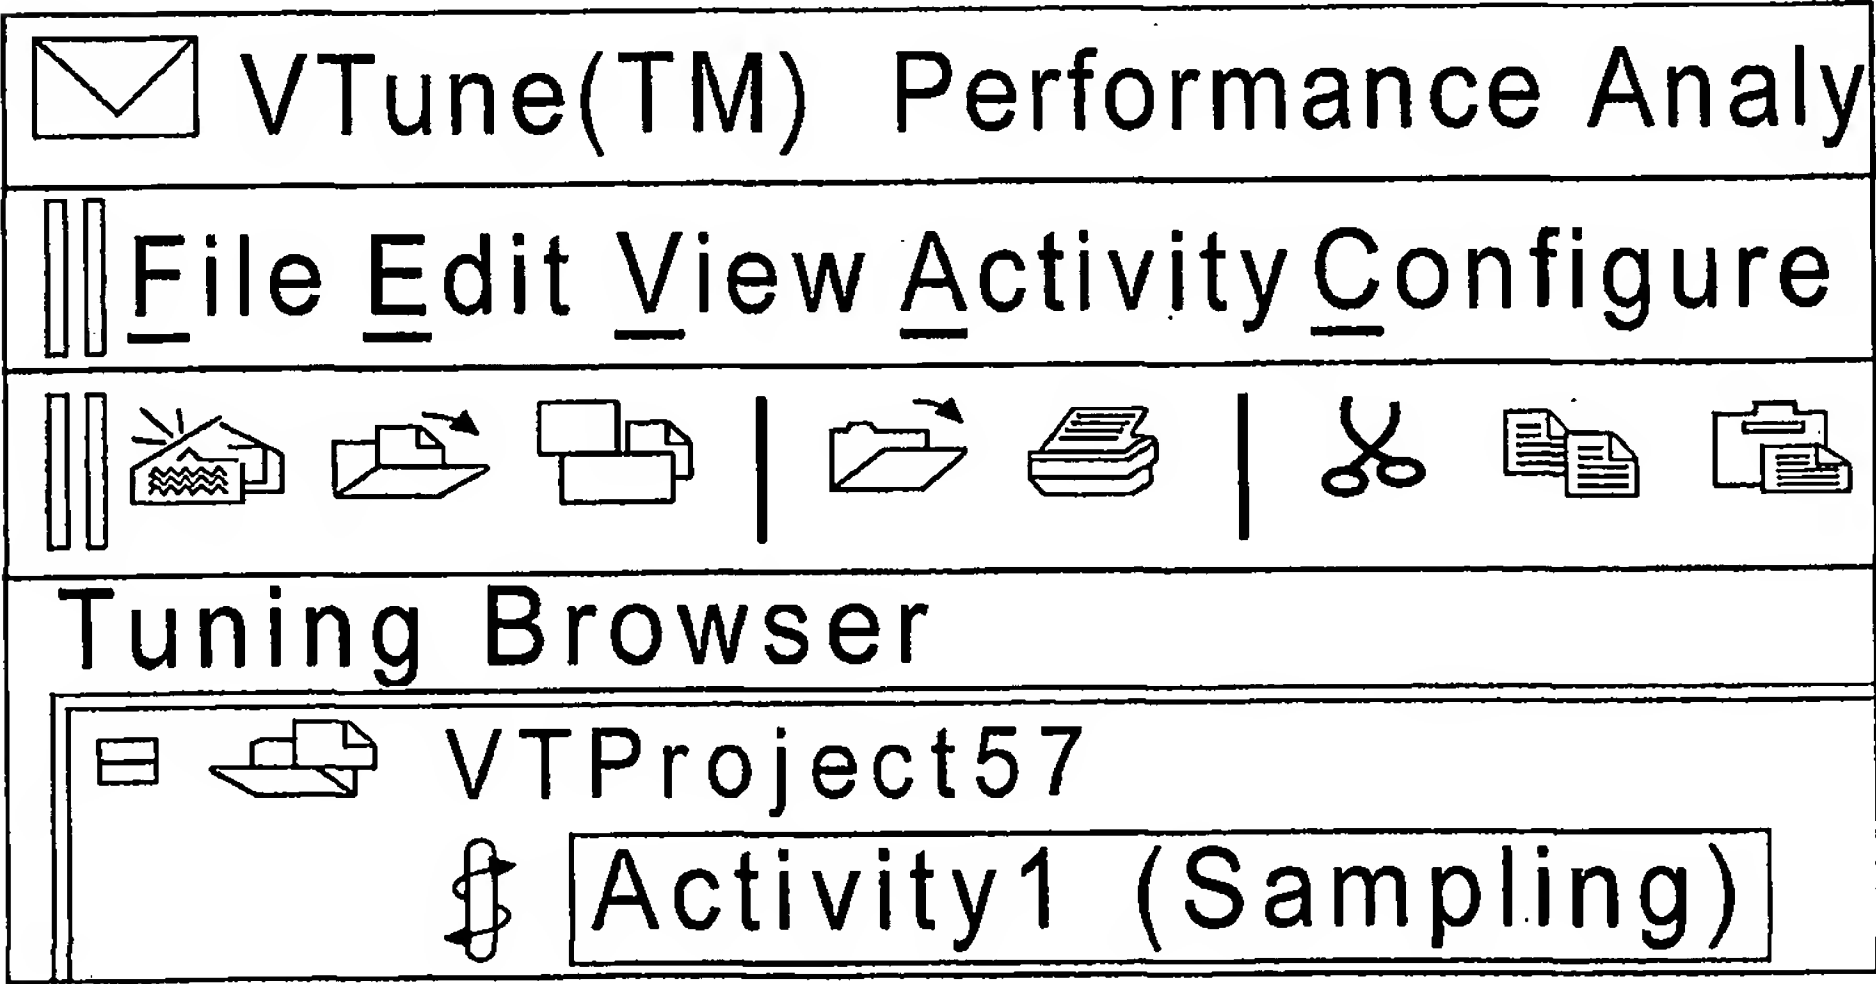 VTune(TM) Performance Analy
File Edit View Activity Configure
Tuning Browser
VTProject57
Activity1 (Sampling)